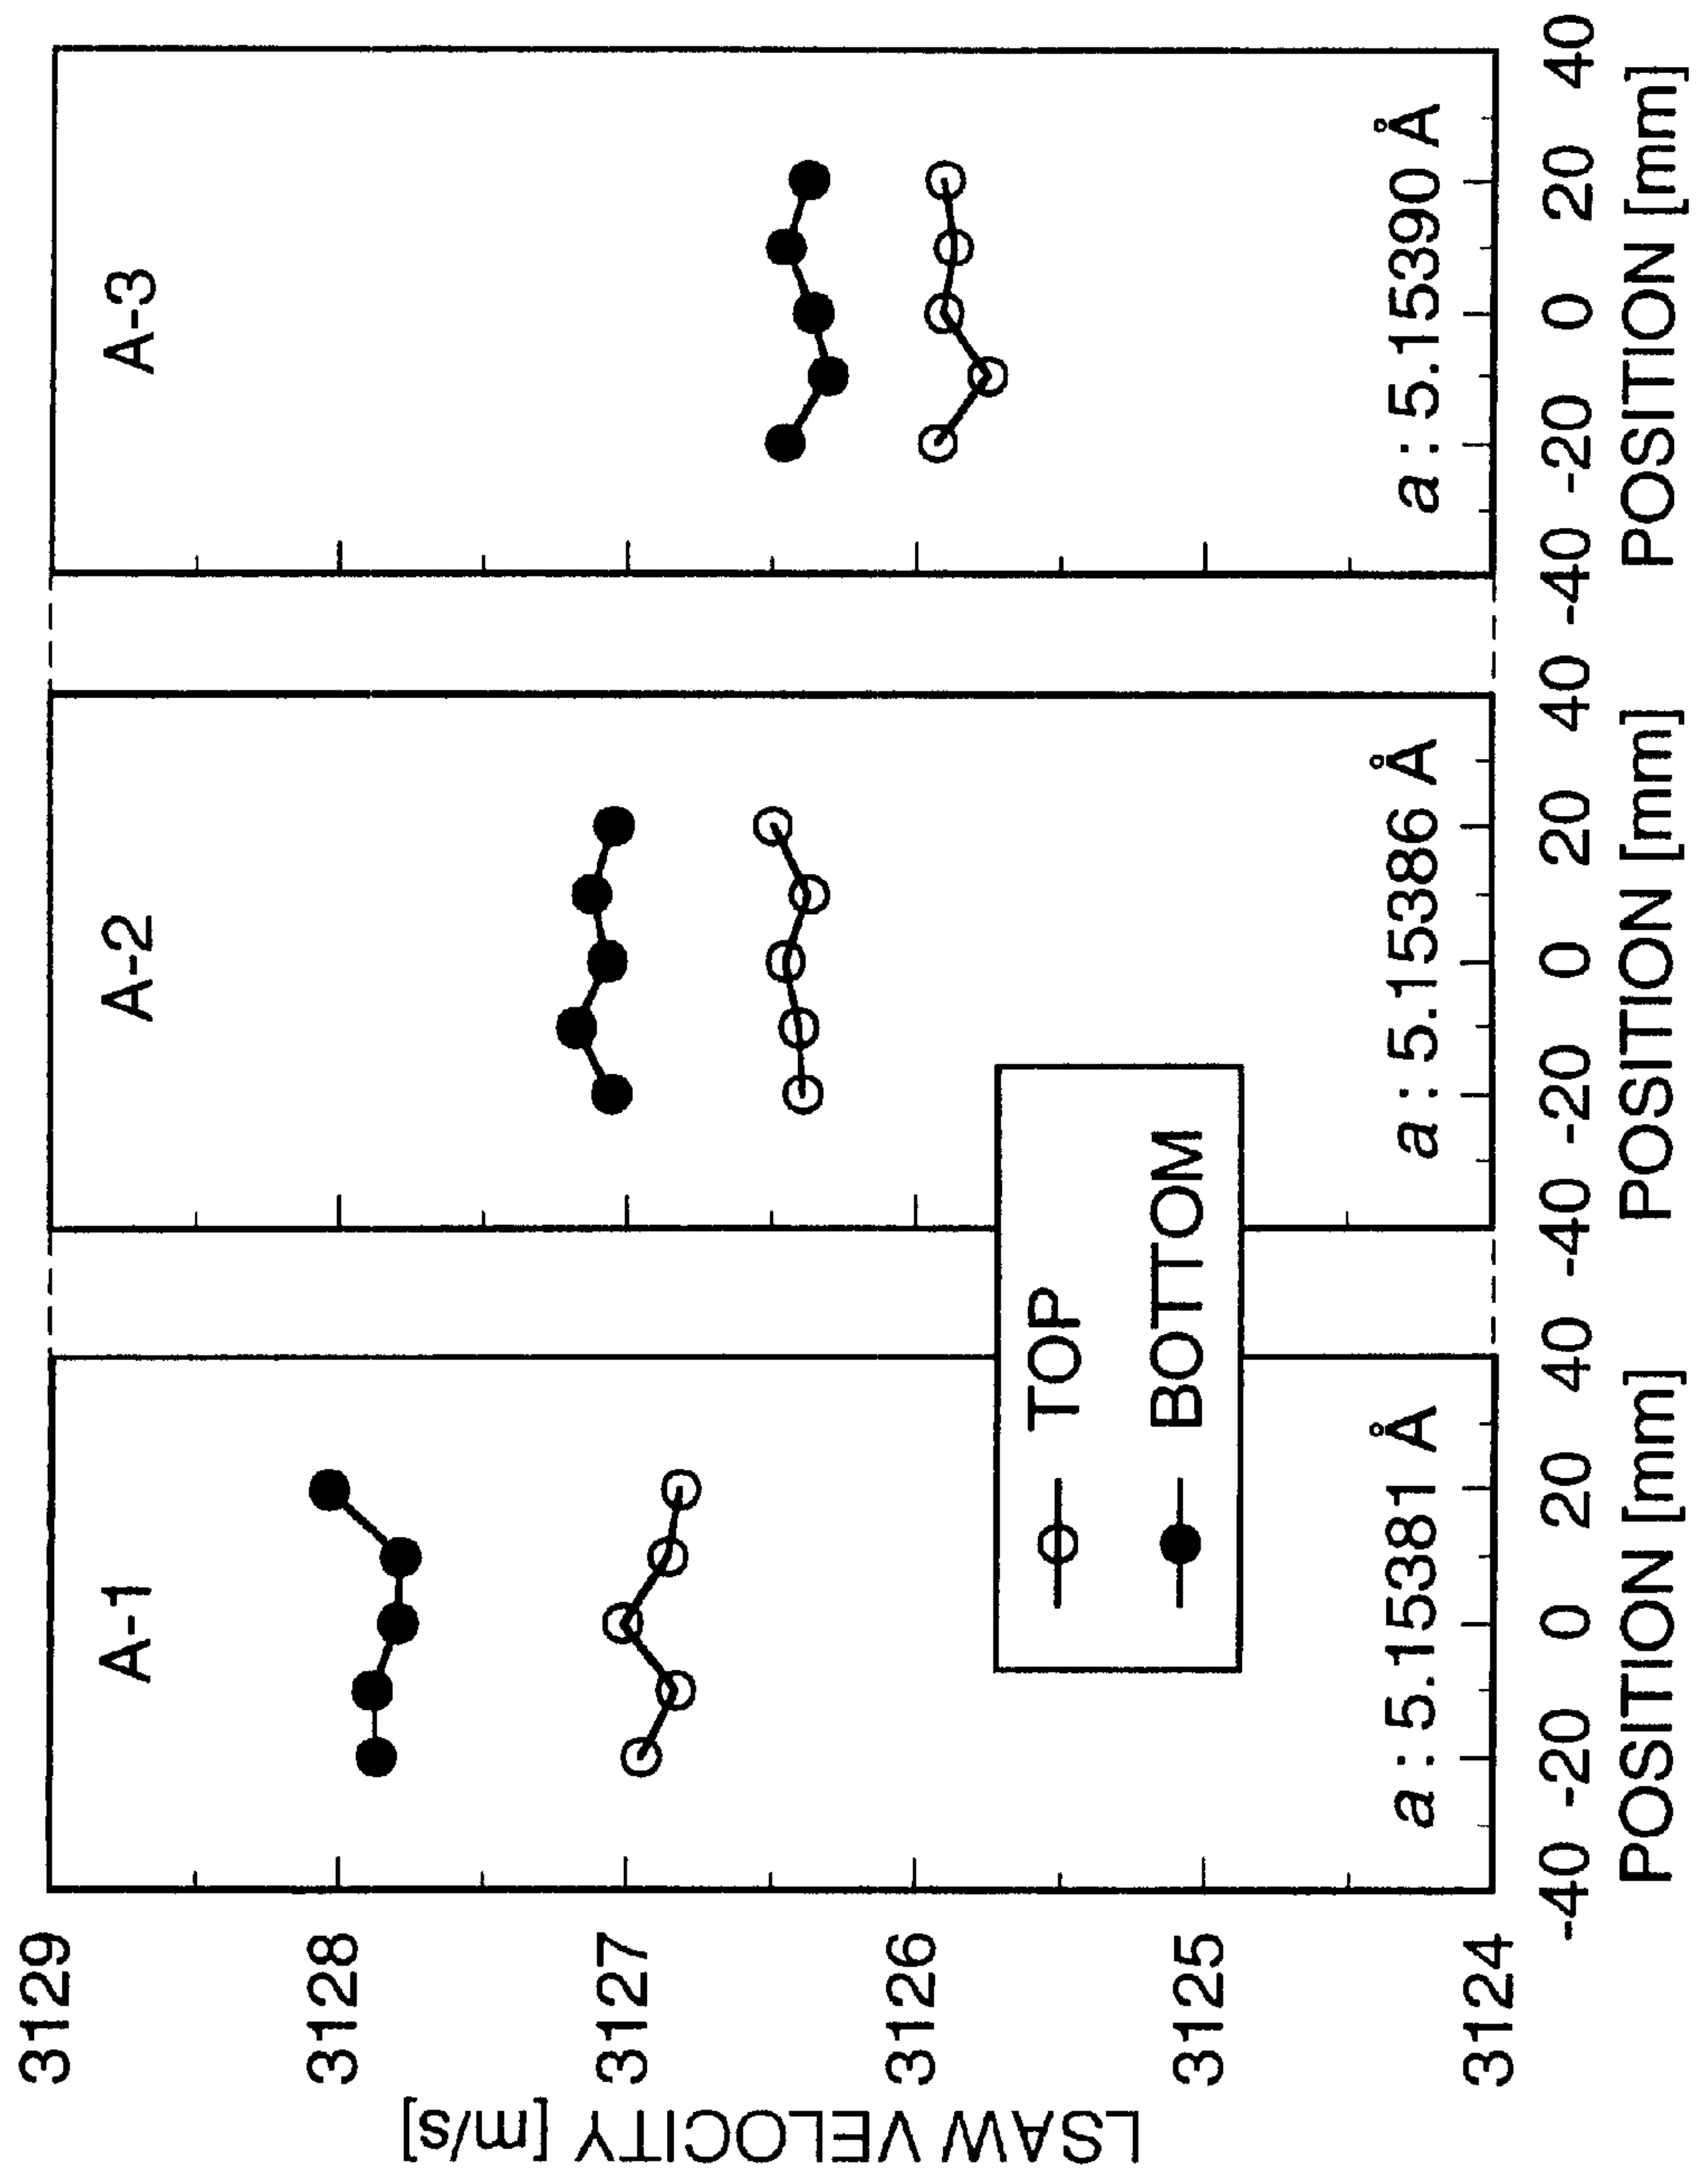 LSAW VELOCITY [m/s]
3129
3128
3127
3126
3125
3124
A-1
A-2
A-3
TOP
BOTTOM
a : 5.15381 Å
a : 5.15386 Å
a : 5.15390 Å
-40 -20 0 20 40 -40 -20 0 20 40 -40 -20 0 20 40
POSITION [mm] POSITION [mm] POSITION [mm]